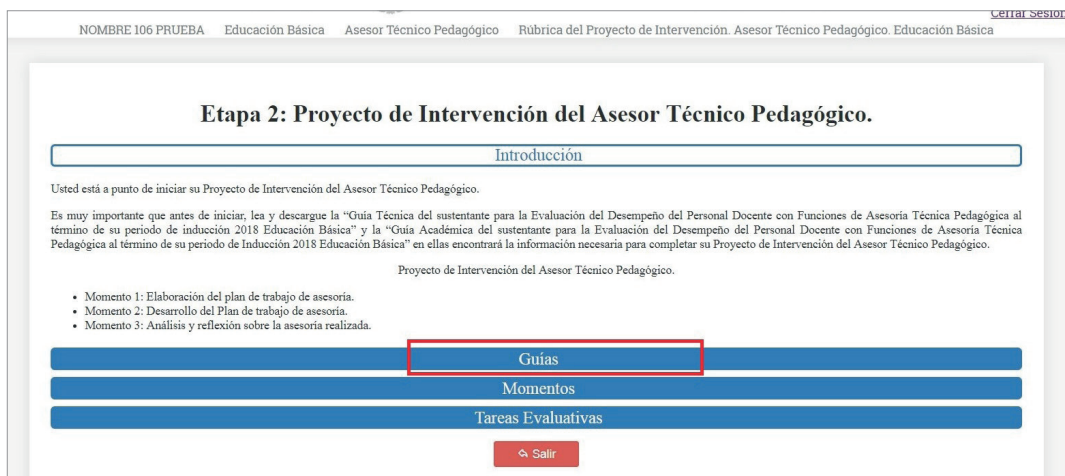 Cerrar Sesión
NOMBRE 106 PRUEBA Educación Básica Asesor Técnico Pedagógico Rúbrica del Proyecto de Intervención. Asesor Técnico Pedagógico. Educación Básica
Etapa 2: Proyecto de Intervención del Asesor Técnico Pedagógico.
Introducción
Usted está a punto de iniciar su Proyecto de Intervención del Asesor Técnico Pedagógico.
Es muy importante que antes de iniciar, lea y descargue la “Guía Técnica del sustentante para la Evaluación del Desempeño del Personal Docente con Funciones de Asesoría Técnica Pedagógica al
término de su periodo de inducción 2018 Educación Básica” y la “Guía Académica del sustentante para la Evaluación del Desempeño del Personal Docente con Funciones de Asesoría Técnica
Pedagógica al término de su periodo de Inducción 2018 Educación Básica” en ellas encontrará la información necesaria para completar su Proyecto de Intervención del Asesor Técnico Pedagógico.
Proyecto de Intervención del Asesor Técnico Pedagógico.
• Momento 1: Elaboración del plan de trabajo de asesoría.
• Momento 2: Desarrollo del Plan de trabajo de asesoría.
• Momento 3: Análisis y reflexión sobre la asesoría realizada.
Guías
Momentos
Tareas Evaluativas
Salir